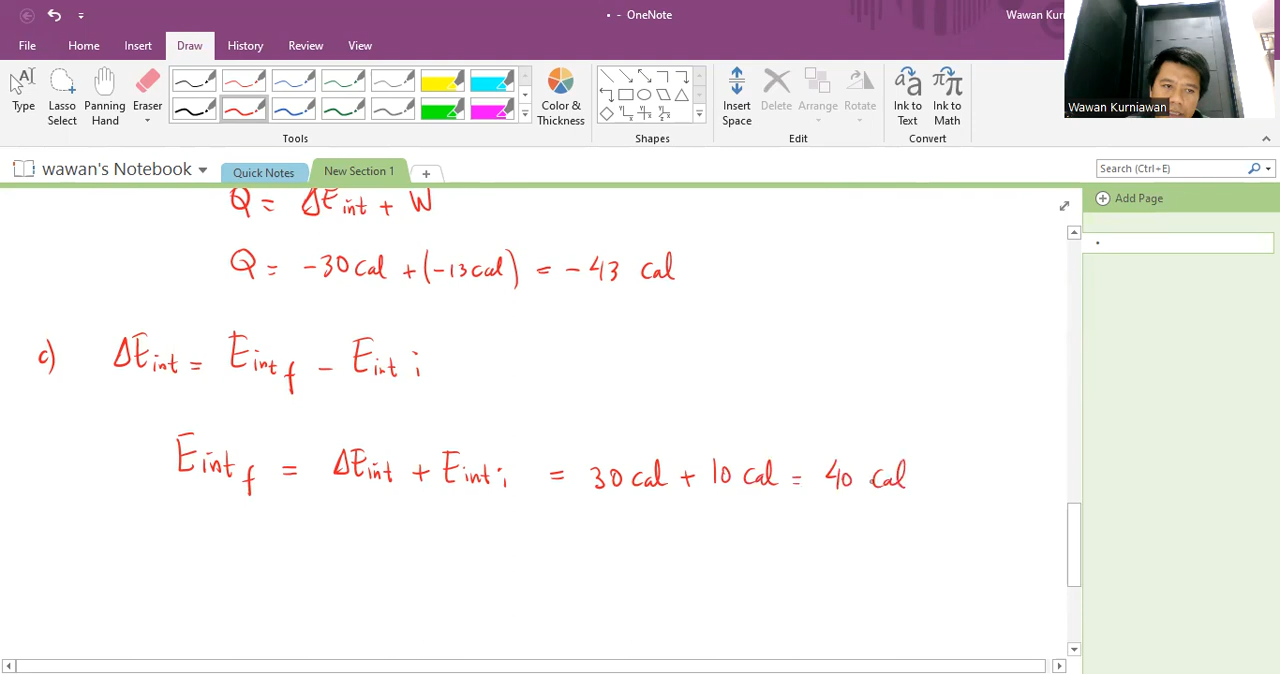 • - OneNote
Wawan Kurn
File Home Insert Draw History Review View
Type
Lasso Select
Panning Hand
Eraser
Color & Thickness
Insert Space
Delete
Arrange
Rotate
Ink to Text
Ink to Math
Tools
Shapes
Edit
Convert
Wawan Kurniawan
wawan's Notebook
Quick Notes
New Section 1
Search (Ctrl+E)
Add Page
Q = ΔEint + W
Q = -30 cal + (-13 cal) = -43 cal
c) ΔEint = Eint f - Eint i
Eint f = ΔEint + Eint i = 30 cal + 10 cal = 40 cal